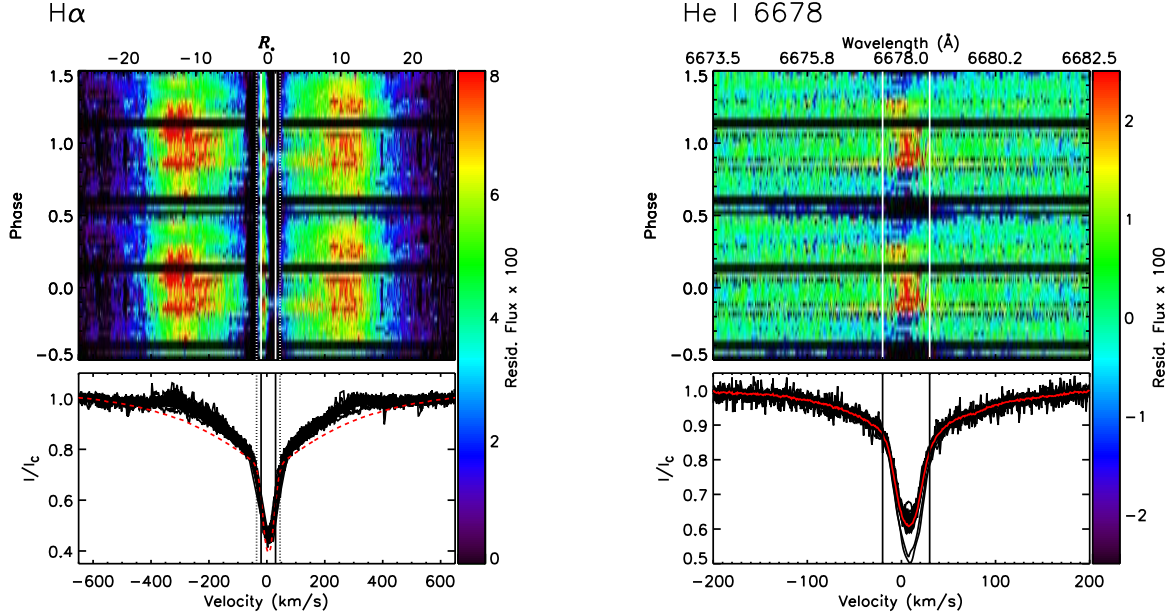 Hα
R*
-20 -10 0 10 20
1.5
1.0
0.5
0.0
-0.5
Phase
8
6
4
2
0
Resid. Flux x 100
1.0
0.8
0.6
0.4
I/Ic
-600 -400 -200 0 200 400 600
Velocity (km/s)
He I 6678
Wavelength (Å)
6673.5 6675.8 6678.0 6680.2 6682.5
1.5
1.0
0.5
0.0
-0.5
Phase
2
1
0
-1
-2
Resid. Flux x 100
1.0
0.9
0.8
0.7
0.6
0.5
I/Ic
-200 -100 0 100 200
Velocity (km/s)